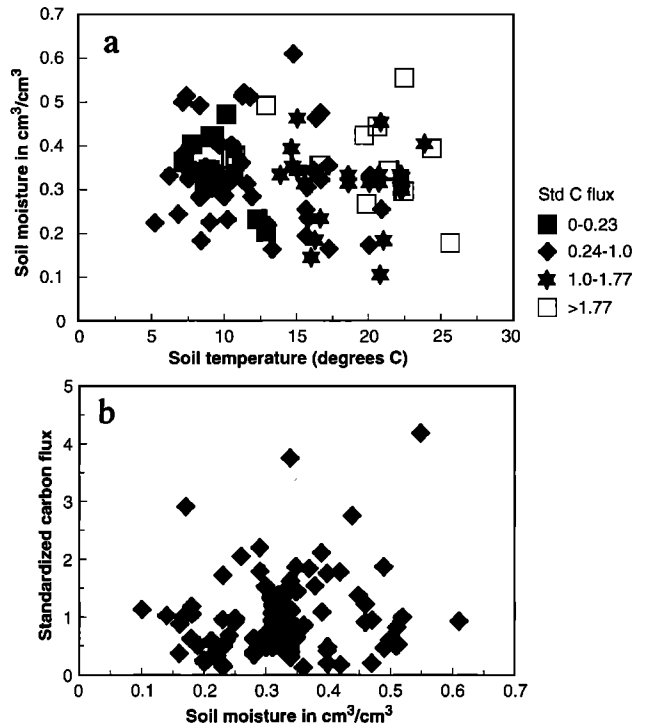 a
0.7
0.6
0.5
0.4
0.3
0.2
0.1
0
Soil moisture in cm³/cm³
0 5 10 15 20 25 30
Soil temperature (degrees C)
Std C flux
0-0.23
0.24-1.0
1.0-1.77
>1.77
b
5
4
3
2
1
0
Standardized carbon flux
0 0.1 0.2 0.3 0.4 0.5 0.6 0.7
Soil moisture in cm³/cm³